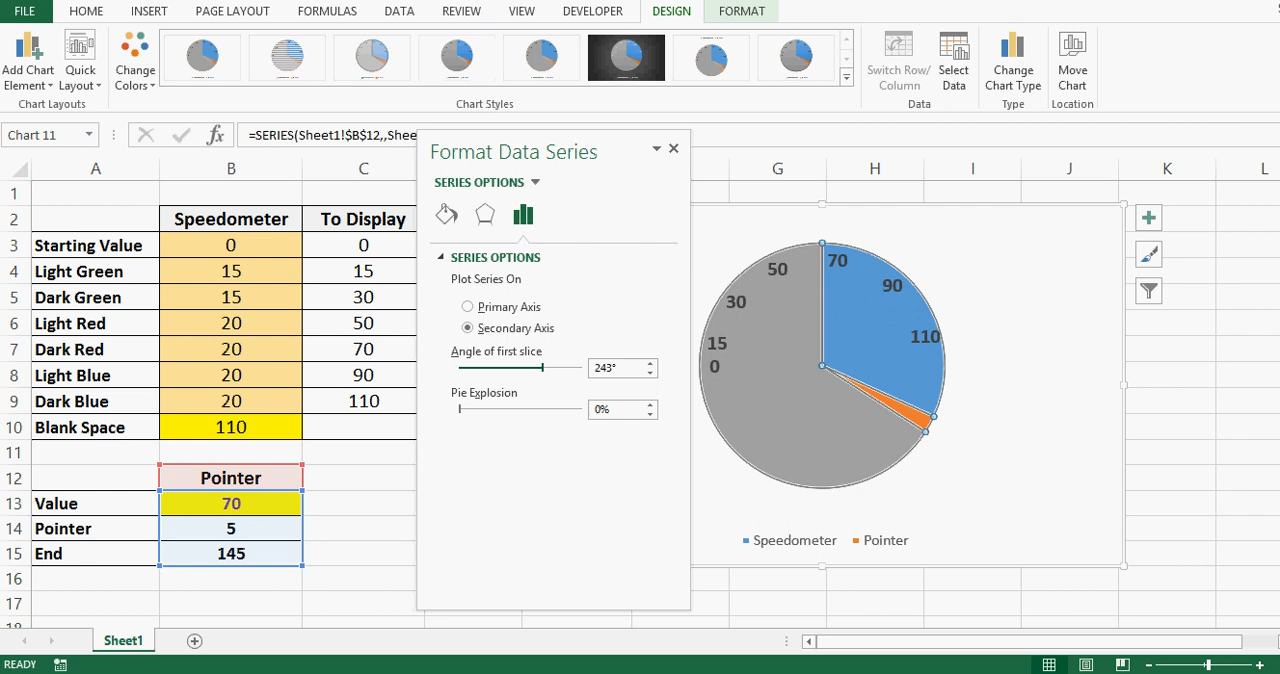 FILE HOME INSERT PAGE LAYOUT FORMULAS DATA REVIEW VIEW DEVELOPER DESIGN FORMAT
Add Chart Element
Quick Layout
Change Colors
Switch Row/ Column
Select Data
Change Chart Type
Move Chart
Chart Layouts Chart Styles Data Type Location
Chart 11 fx =SERIES(Sheet1!$B$12,,Shee
A B C G H I J K L
1
2 Speedometer To Display
3 Starting Value 0 0
4 Light Green 15 15
5 Dark Green 15 30
6 Light Red 20 50
7 Dark Red 20 70
8 Light Blue 20 90
9 Dark Blue 20 110
10 Blank Space 110
11
12 Pointer
13 Value 70
14 Pointer 5
15 End 145
16
17
Format Data Series
SERIES OPTIONS
SERIES OPTIONS
Plot Series On
Primary Axis
Secondary Axis
Angle of first slice
243°
Pie Explosion
0%
50 70
30 90
15 110
0
Speedometer Pointer
Sheet1
READY